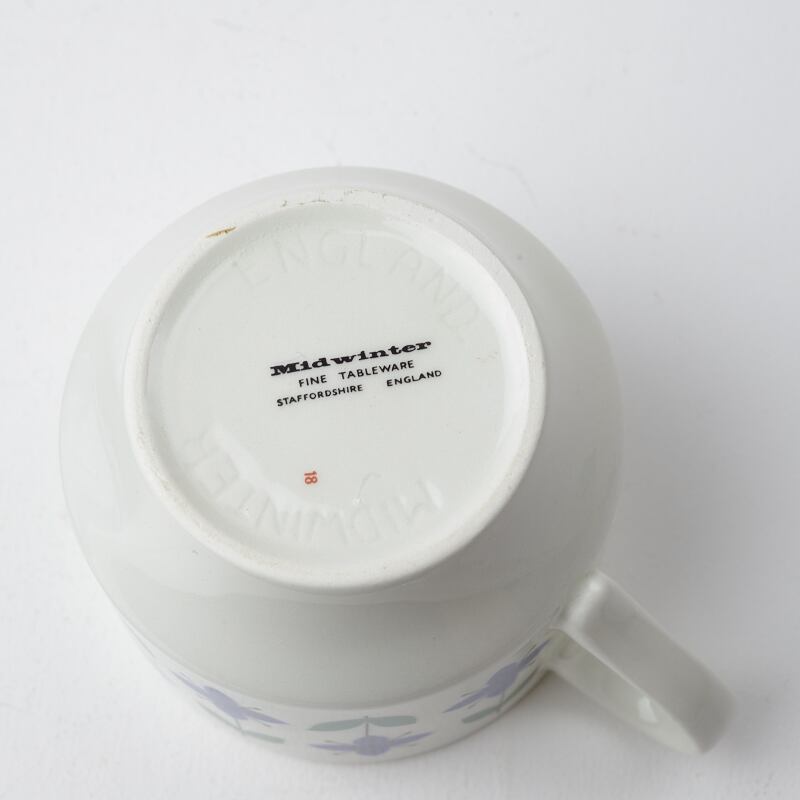 ENGLAND
Midwinter
FINE TABLEWARE
STAFFORDSHIRE ENGLAND
18
MIDWINTER